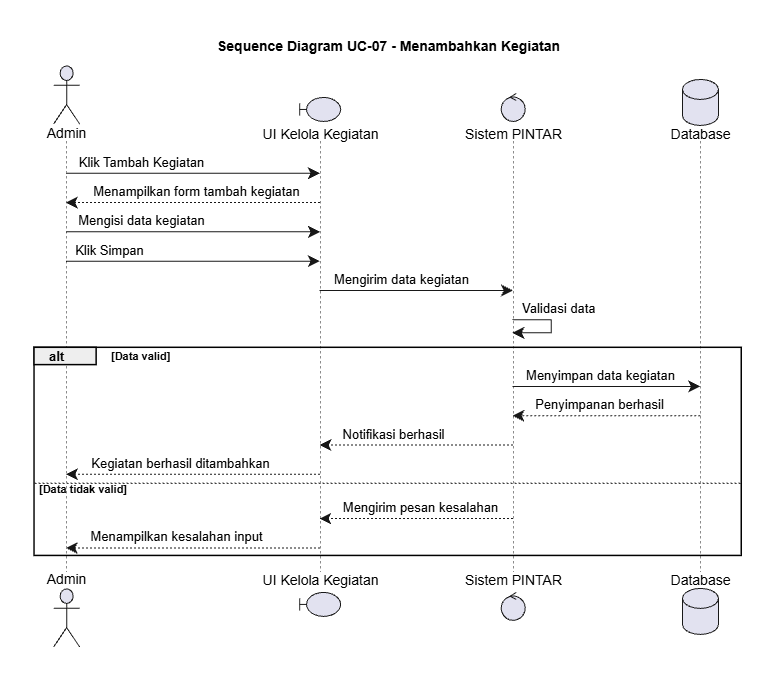 Sequence Diagram UC-07 - Menambahkan Kegiatan
Admin
UI Kelola Kegiatan
Sistem PINTAR
Database
Klik Tambah Kegiatan
Menampilkan form tambah kegiatan
Mengisi data kegiatan
Klik Simpan
Mengirim data kegiatan
Validasi data
alt
[Data valid]
Menyimpan data kegiatan
Penyimpanan berhasil
Notifikasi berhasil
Kegiatan berhasil ditambahkan
[Data tidak valid]
Mengirim pesan kesalahan
Menampilkan kesalahan input
Admin
UI Kelola Kegiatan
Sistem PINTAR
Database